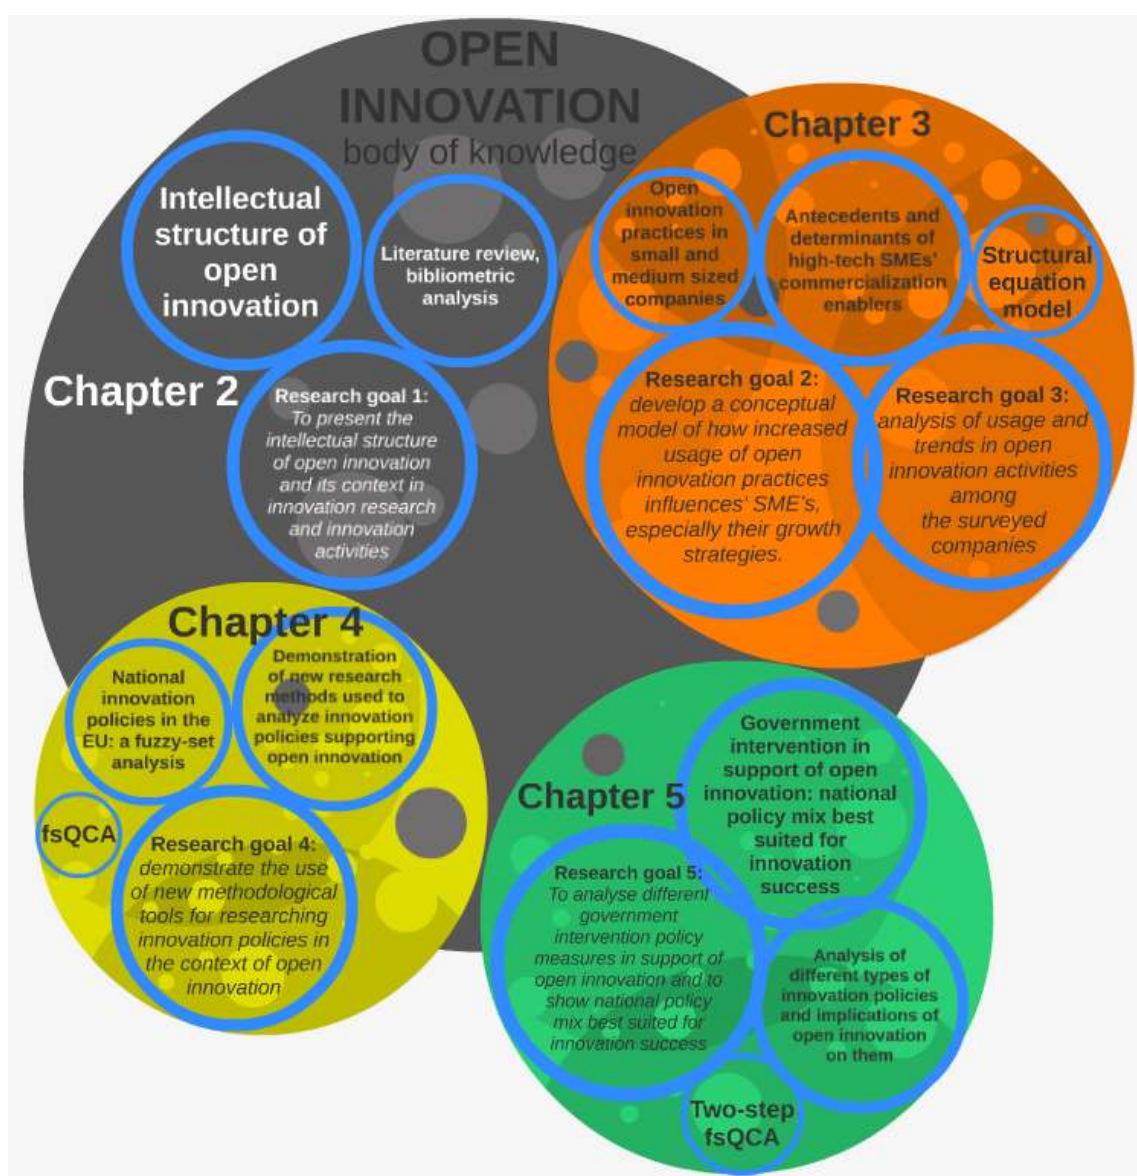 OPEN
INNOVATION
body of knowledge
Intellectual
structure of
open
innovation
Literature review,
bibliometric
analysis
Chapter 2
Research goal 1:
To present the
intellectual structure
of open innovation
and its context in
innovation research
and innovation
activities
Chapter 3
Open
innovation
practices in
small and
medium sized
companies
Antecedents and
determinants of
high-tech SMEs'
commercialization
enablers
Structural
equation
model
Research goal 2:
develop a conceptual
model of how increased
usage of open
innovation practices
influences' SME's,
especially their growth
strategies.
Research goal 3:
analysis of usage and
trends in open
innovation activities
among
the surveyed
companies
Chapter 4
National
innovation
policies in the
EU: a fuzzy-set
analysis
Demonstration
of new research
methods used to
analyze innovation
policies supporting
open innovation
fsQCA
Research goal 4:
demonstrate the use
of new methodological
tools for researching
innovation policies in
the context of open
innovation
Chapter 5
Government
intervention in
support of open
innovation: national
policy mix best
suited for
innovation
success
Research goal 5:
To analyse different
government
intervention policy
measures in support of
open innovation and to
show national policy
mix best suited for
innovation success
Analysis of
different types of
innovation policies
and implications of
open innovation
on them
Two-step
fsQCA